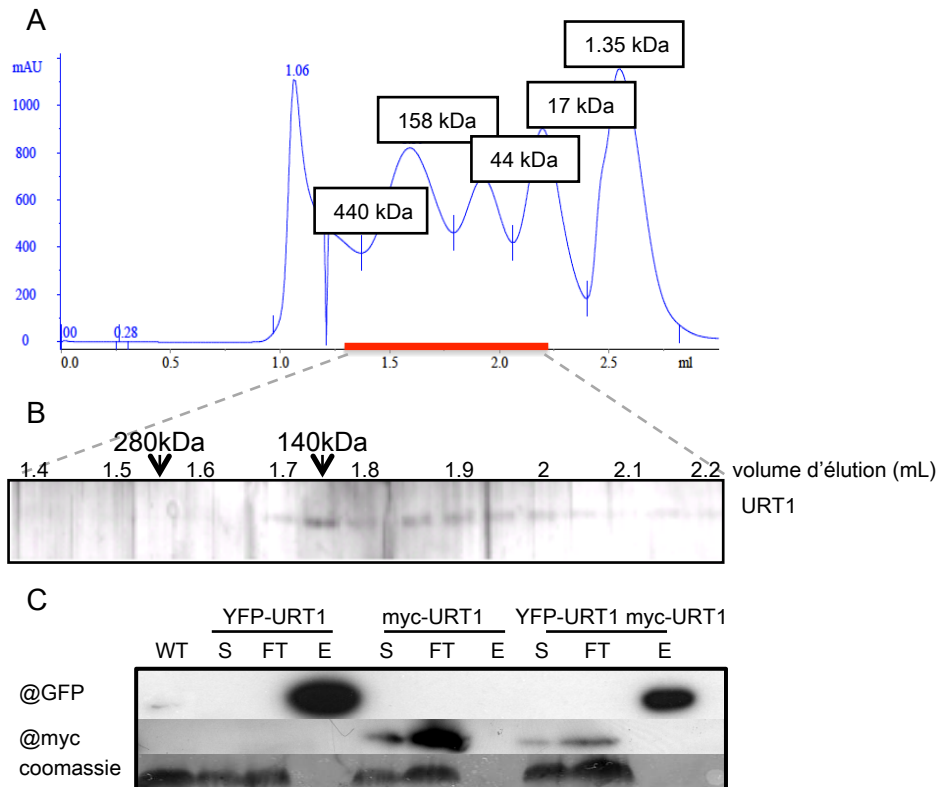 A
mAU
1000
800
600
400
200
0
1.06
440 kDa
158 kDa
44 kDa
17 kDa
1.35 kDa
00
0.28
0.0 0.5 1.0 1.5 2.0 2.5 ml
B
280kDa 140kDa
1.4 1.5 1.6 1.7 1.8 1.9 2 2.1 2.2 volume d'élution (mL)
URT1
C
YFP-URT1 myc-URT1 YFP-URT1 myc-URT1
WT S FT E S FT E S FT E
@GFP
@myc
coomassie